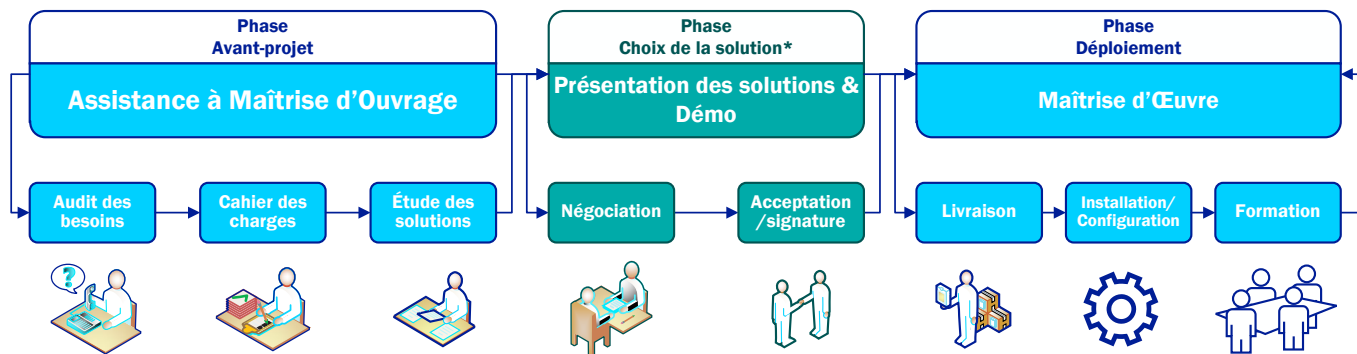 Phase
Avant-projet
Assistance à Maîtrise d'Ouvrage
Audit des
besoins
Cahier des
charges
Étude des
solutions
?
Phase
Choix de la solution*
Présentation des solutions &
Démo
Négociation
Acceptation
/signature
Phase
Déploiement
Maîtrise d'Œuvre
Livraison
Installation/
Configuration
Formation